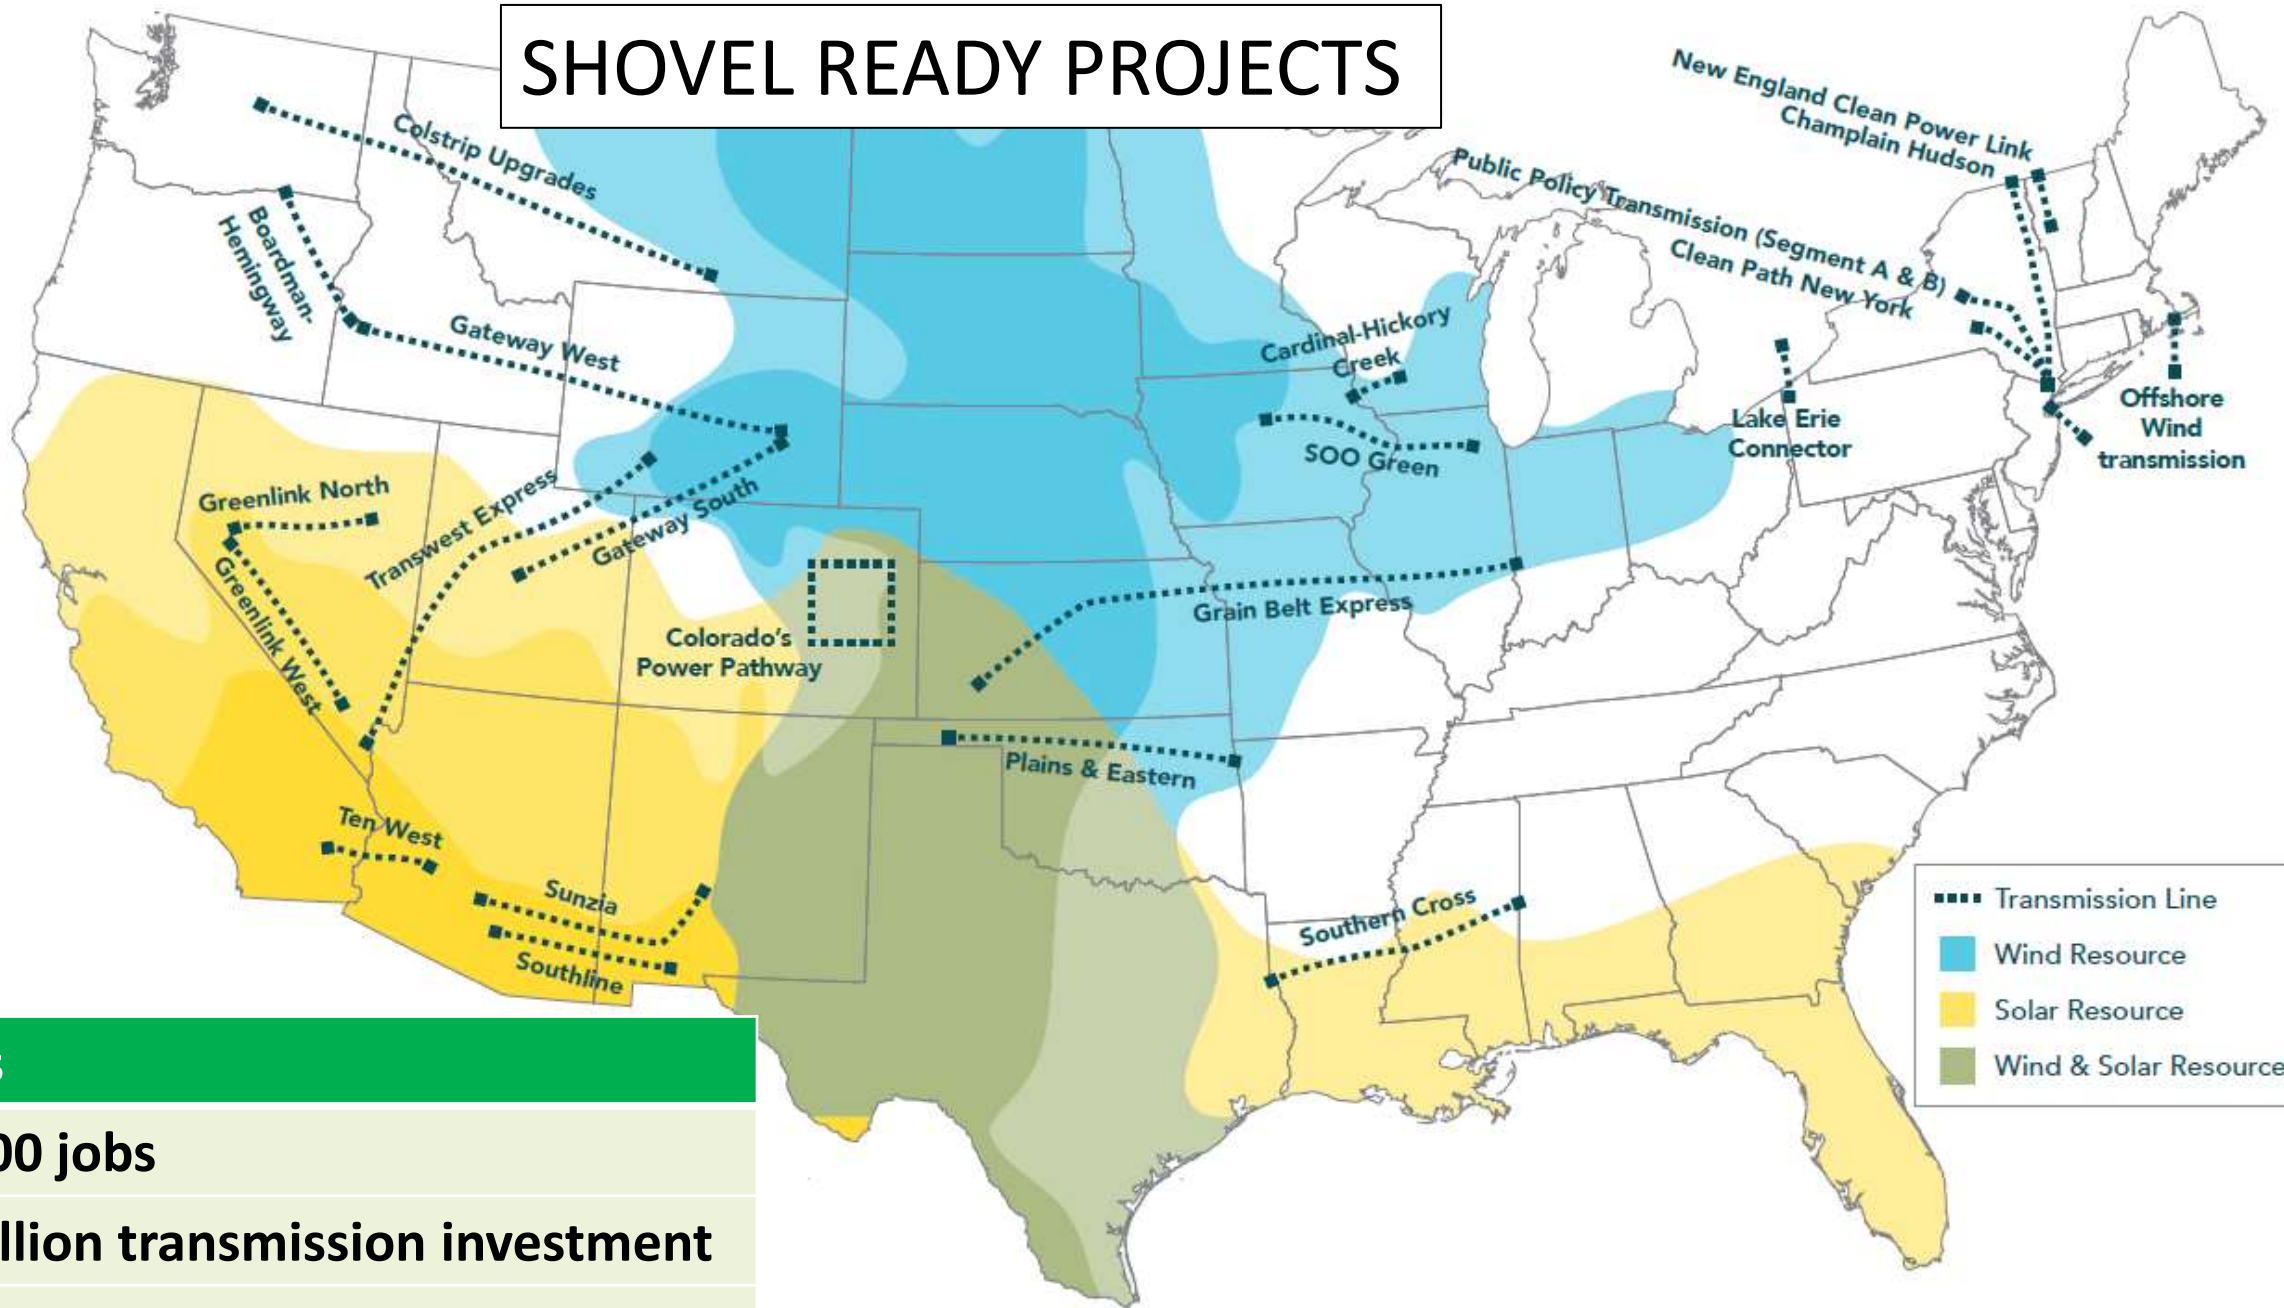 SHOVEL READY PROJECTS
New England Clean Power Link
Champlain Hudson
Public Policy Transmission (Segment A & B)
Clean Path New York
Colstrip Upgrades
Boardman-
Hemingway
Gateway West
Cardinal-Hickory
Creek
SOO Green
Lake Erie
Connector
Offshore
Wind
transmission
Greenlink North
Transwest Express
Gateway South
Greenlink West
Colorado's
Power Pathway
Grain Belt Express
Plains & Eastern
Ten West
Sunzia
Southline
Southern Cross
Transmission Line
Wind Resource
Solar Resource
Wind & Solar Resource
jobs
transmission investment